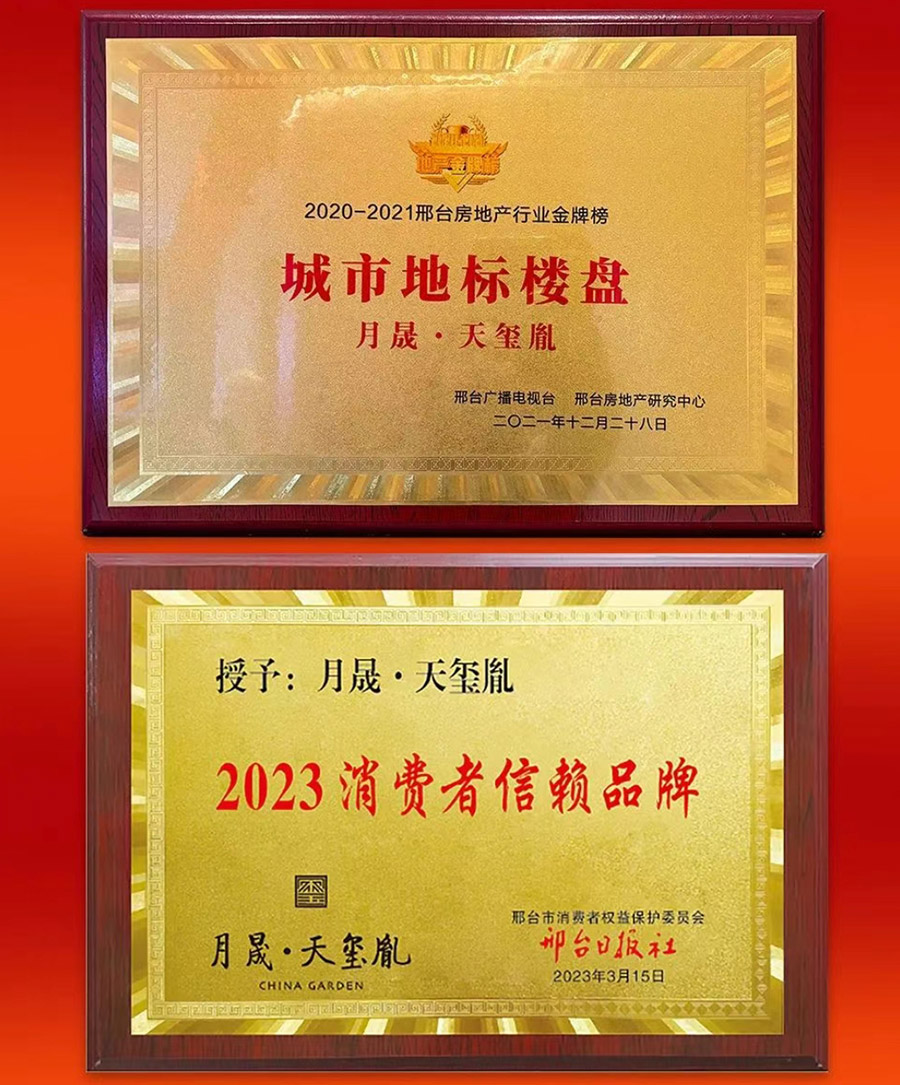 地产金牌榜
2020-2021邢台房地产行业金牌榜
城市地标楼盘
月晟·天玺胤
邢台广播电视台 邢台房地产研究中心
二〇二一年十二月二十八日
授予：月晟·天玺胤
2023消费者信赖品牌
月晟·天玺胤
CHINA GARDEN
邢台市消费者权益保护委员会
邢台日报社
2023年3月15日